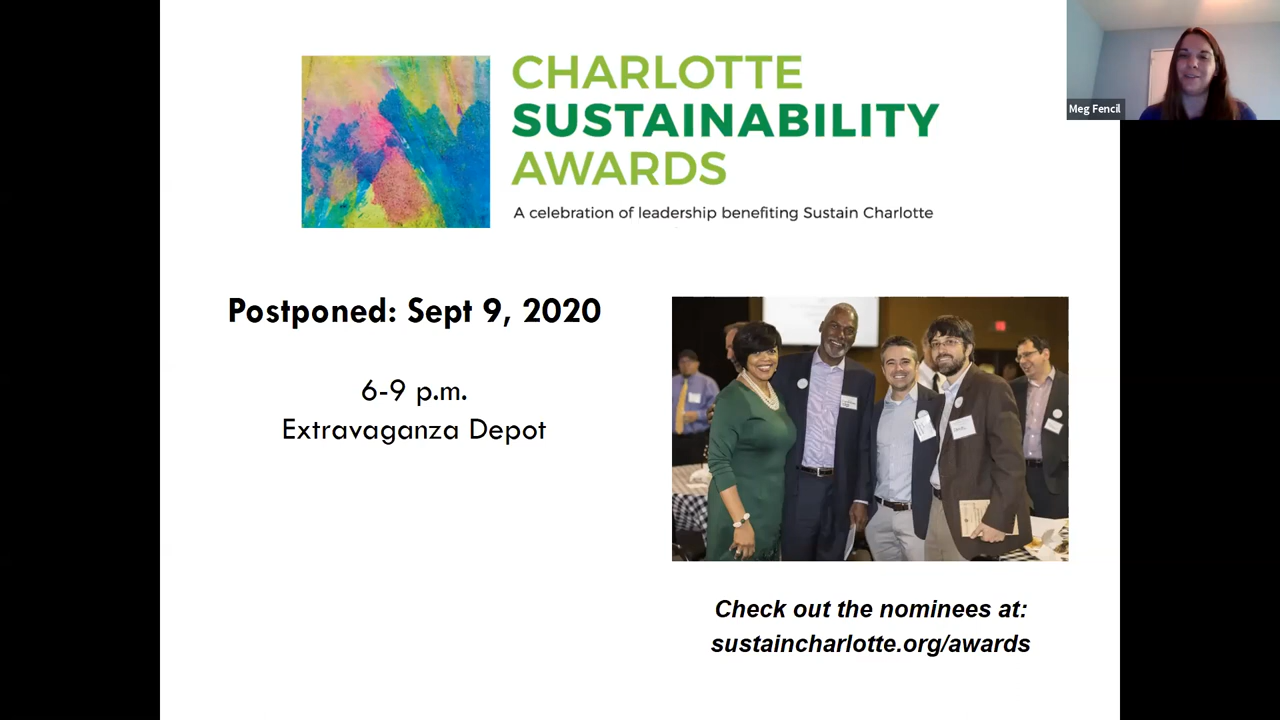 CHARLOTTE
SUSTAINABILITY
AWARDS
A celebration of leadership benefiting Sustain Charlotte
Meg Fencil
Postponed: Sept 9, 2020
6-9 p.m.
Extravaganza Depot
Check out the nominees at:
sustaincharlotte.org/awards